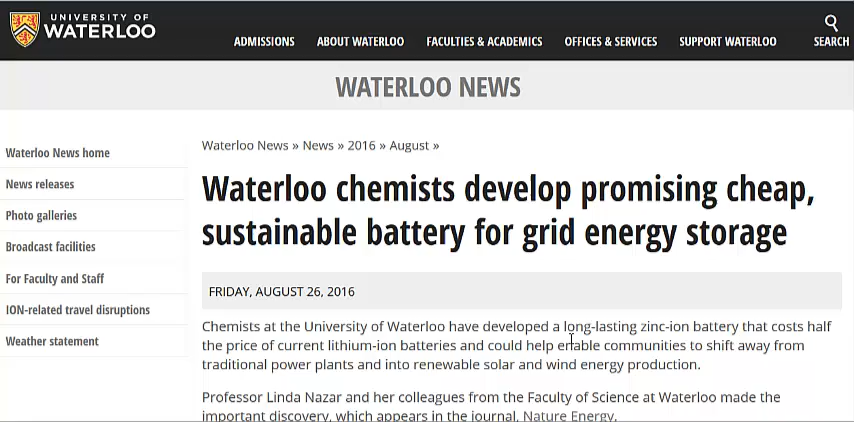 UNIVERSITY OF
WATERLOO
ADMISSIONS ABOUT WATERLOO FACULTIES & ACADEMICS OFFICES & SERVICES SUPPORT WATERLOO SEARCH
WATERLOO NEWS
Waterloo News home
News releases
Photo galleries
Broadcast facilities
For Faculty and Staff
ION-related travel disruptions
Weather statement
Waterloo News » News » 2016 » August »
Waterloo chemists develop promising cheap,
sustainable battery for grid energy storage
FRIDAY, AUGUST 26, 2016
Chemists at the University of Waterloo have developed a long-lasting zinc-ion battery that costs half
the price of current lithium-ion batteries and could help enable communities to shift away from
traditional power plants and into renewable solar and wind energy production.
Professor Linda Nazar and her colleagues from the Faculty of Science at Waterloo made the
important discovery, which appears in the journal, Nature Energy.